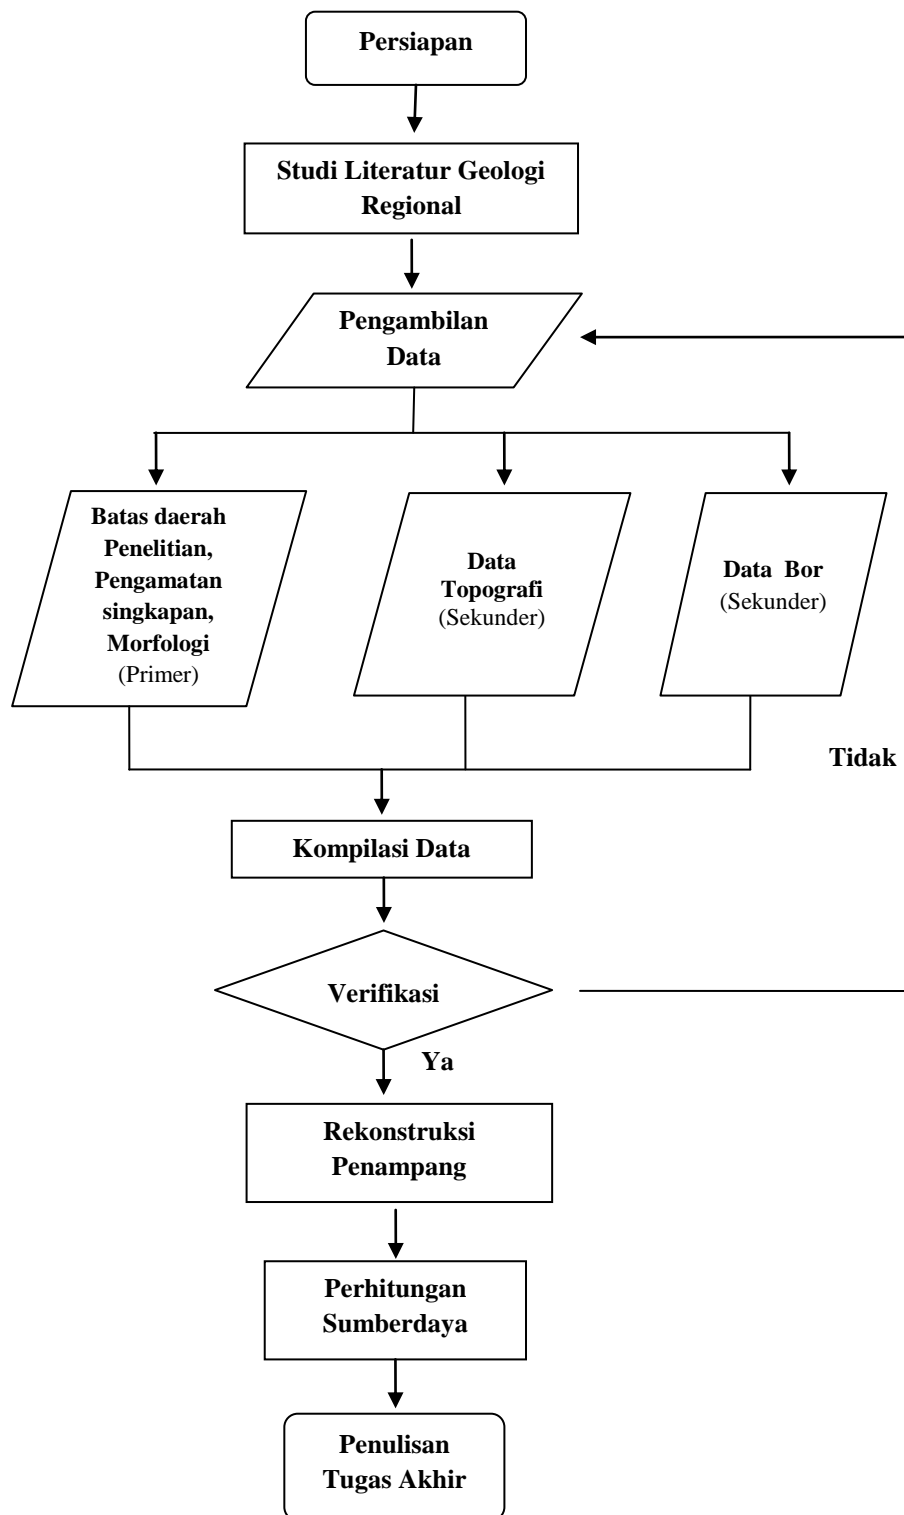 Persiapan
Studi Literatur Geologi
Regional
Pengambilan
Data
Batas daerah
Penelitian,
Pengamatan
singkapan,
Morfologi
(Primer)
Data
Topografi
(Sekunder)
Data Bor
(Sekunder)
Tidak
Kompilasi Data
Verifikasi
Ya
Rekonstruksi
Penampang
Perhitungan
Sumberdaya
Penulisan
Tugas Akhir